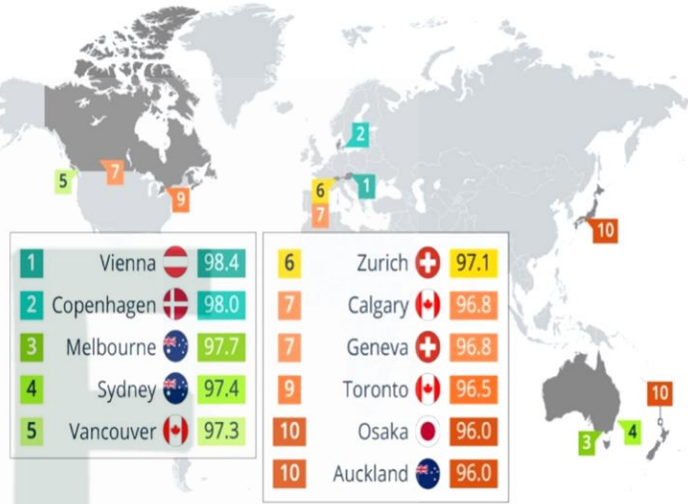 2
5
7
1
6
9
7
10
1 Vienna 98.4
2 Copenhagen 98.0
3 Melbourne 97.7
4 Sydney 97.4
5 Vancouver 97.3
6 Zurich 97.1
7 Calgary 96.8
7 Geneva 96.8
9 Toronto 96.5
10 Osaka 96.0
10 Auckland 96.0
10
3
4